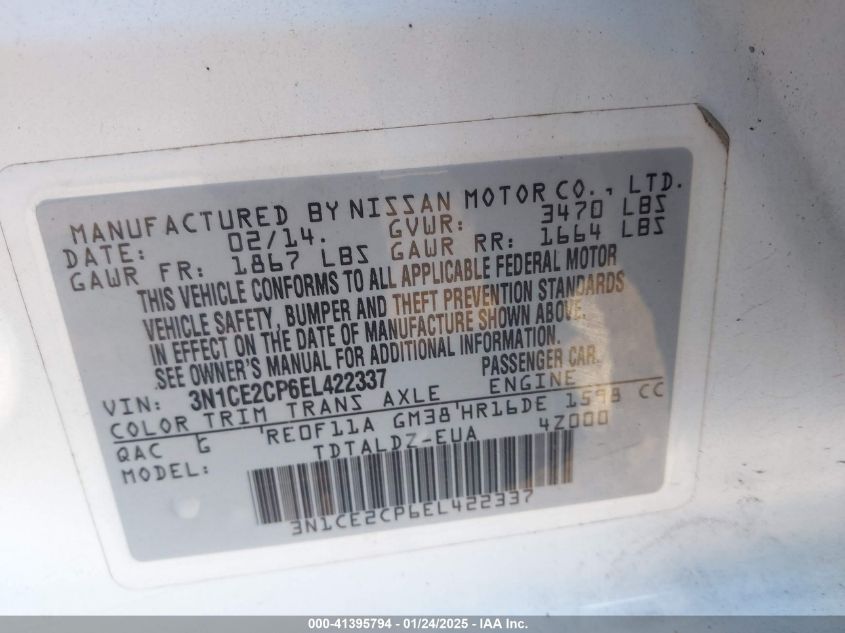 MANUFACTURED BY NISSAN MOTOR CO., LTD.
DATE: 02/14. GVWR: 3470 LBS
GAWR FR: 1867 LBS GAWR RR: 1664 LBS
THIS VEHICLE CONFORMS TO ALL APPLICABLE FEDERAL MOTOR
VEHICLE SAFETY, BUMPER AND THEFT PREVENTION STANDARDS
IN EFFECT ON THE DATE OF MANUFACTURE SHOWN ABOVE.
SEE OWNER'S MANUAL FOR ADDITIONAL INFORMATION.
VIN: 3N1CE2CP6EL422337 PASSENGER CAR.
COLOR TRIM TRANS AXLE ENGINE
QAC G 'RE0F11A GM38'HR16DE 1598 CC
MODEL: TDTALDZ-EUA 4Z000
3N1CE2CP6EL422337
000-41395794 - 01/24/2025 - IAA Inc.